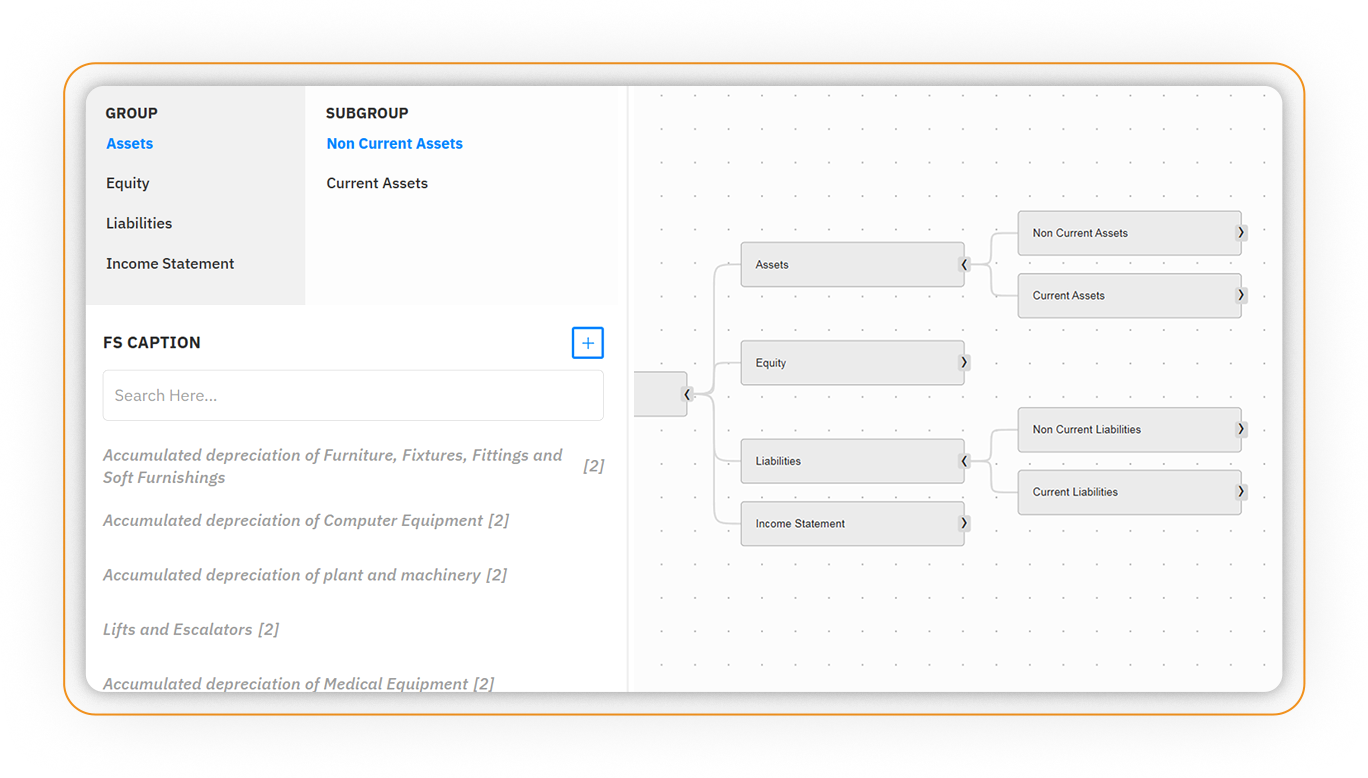 GROUP
Assets
Equity
Liabilities
Income Statement
SUBGROUP
Non Current Assets
Current Assets
FS CAPTION
+
Search Here...
Accumulated depreciation of Furniture, Fixtures, Fittings and
Soft Furnishings [2]
Accumulated depreciation of Computer Equipment [2]
Accumulated depreciation of plant and machinery [2]
Lifts and Escalators [2]
Accumulated depreciation of Medical Equipment [2]
Assets
Non Current Assets
Current Assets
Equity
Liabilities
Non Current Liabilities
Current Liabilities
Income Statement